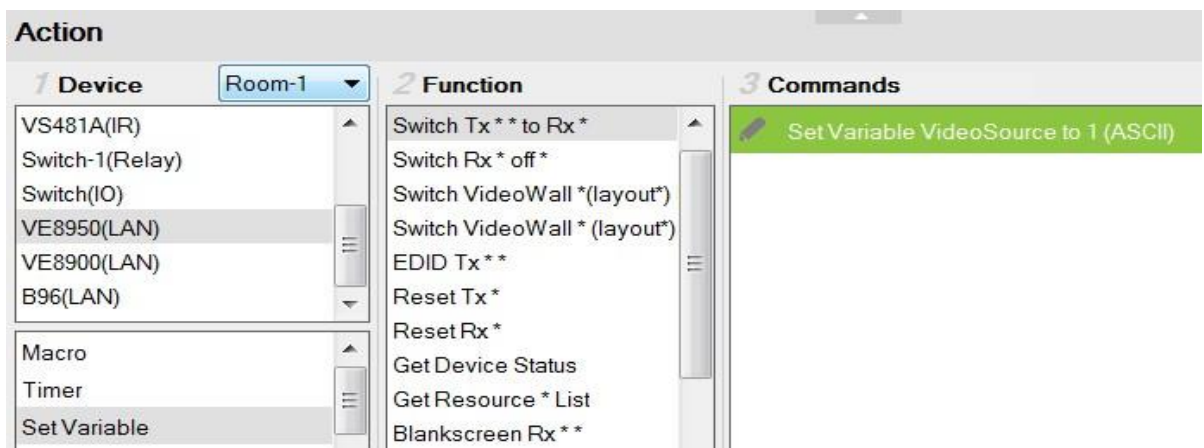 Action
1 Device
Room-1
VS481A(IR)
Switch-1(Relay)
Switch(IO)
VE8950(LAN)
VE8900(LAN)
B96(LAN)
Macro
Timer
Set Variable
2 Function
Switch Tx * * to Rx *
Switch Rx * off *
Switch VideoWall *(layout*)
Switch VideoWall * (layout*)
EDID Tx * *
Reset Tx *
Reset Rx *
Get Device Status
Get Resource * List
Blankscreen Rx * *
3 Commands
Set Variable VideoSource to 1 (ASCII)